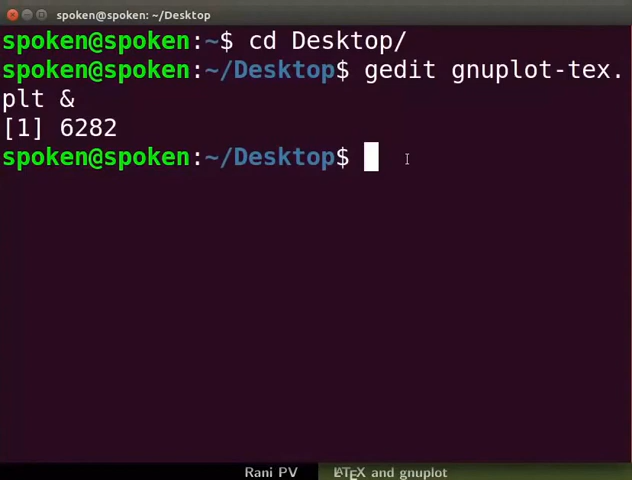 spoken@spoken: ~/Desktop
spoken@spoken:~$ cd Desktop/
spoken@spoken:~/Desktop$ gedit gnuplot-tex.
plt &
[1] 6282
spoken@spoken:~/Desktop$
Rani PV LATEX and gnuplot